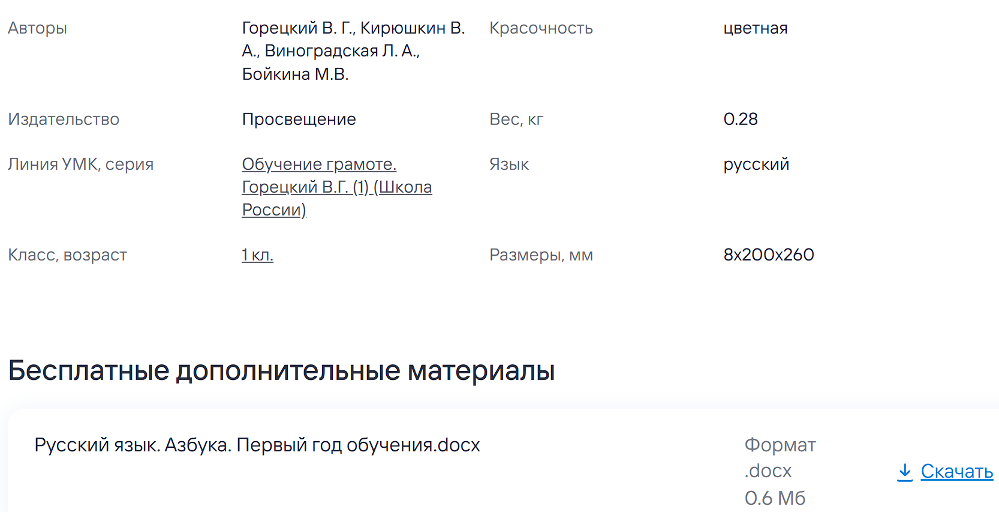 Авторы
Горецкий В. Г., Кирюшкин В.
А., Виноградская Л. А.,
Бойкина М.В.
Красочность
цветная
Издательство
Просвещение
Вес, кг
0.28
Линия УМК, серия
Обучение грамоте.
Горецкий В.Г. (1) (Школа
России)
Язык
русский
Класс, возраст
1 кл.
Размеры, мм
8x200x260
Бесплатные дополнительные материалы
Русский язык. Азбука. Первый год обучения.docx
Формат
.docx
0.6 Мб
Скачать